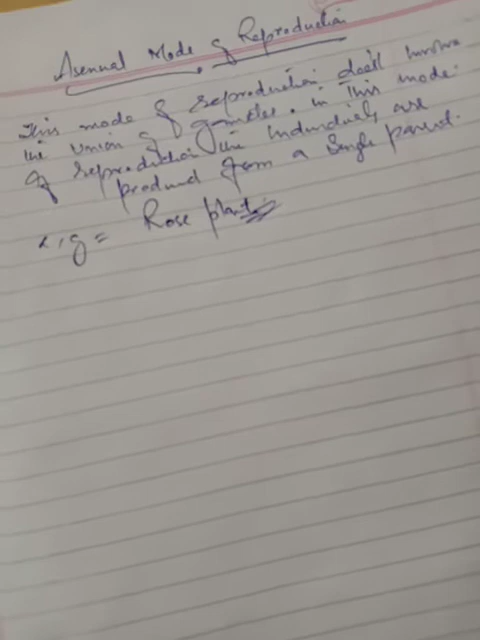 Asexual Mode of Reproduction
This mode of reproduction does't involve
the union of gametes. in this mode
of reproduction the individuals are
produced from a single parent.
e.g = Rose plant